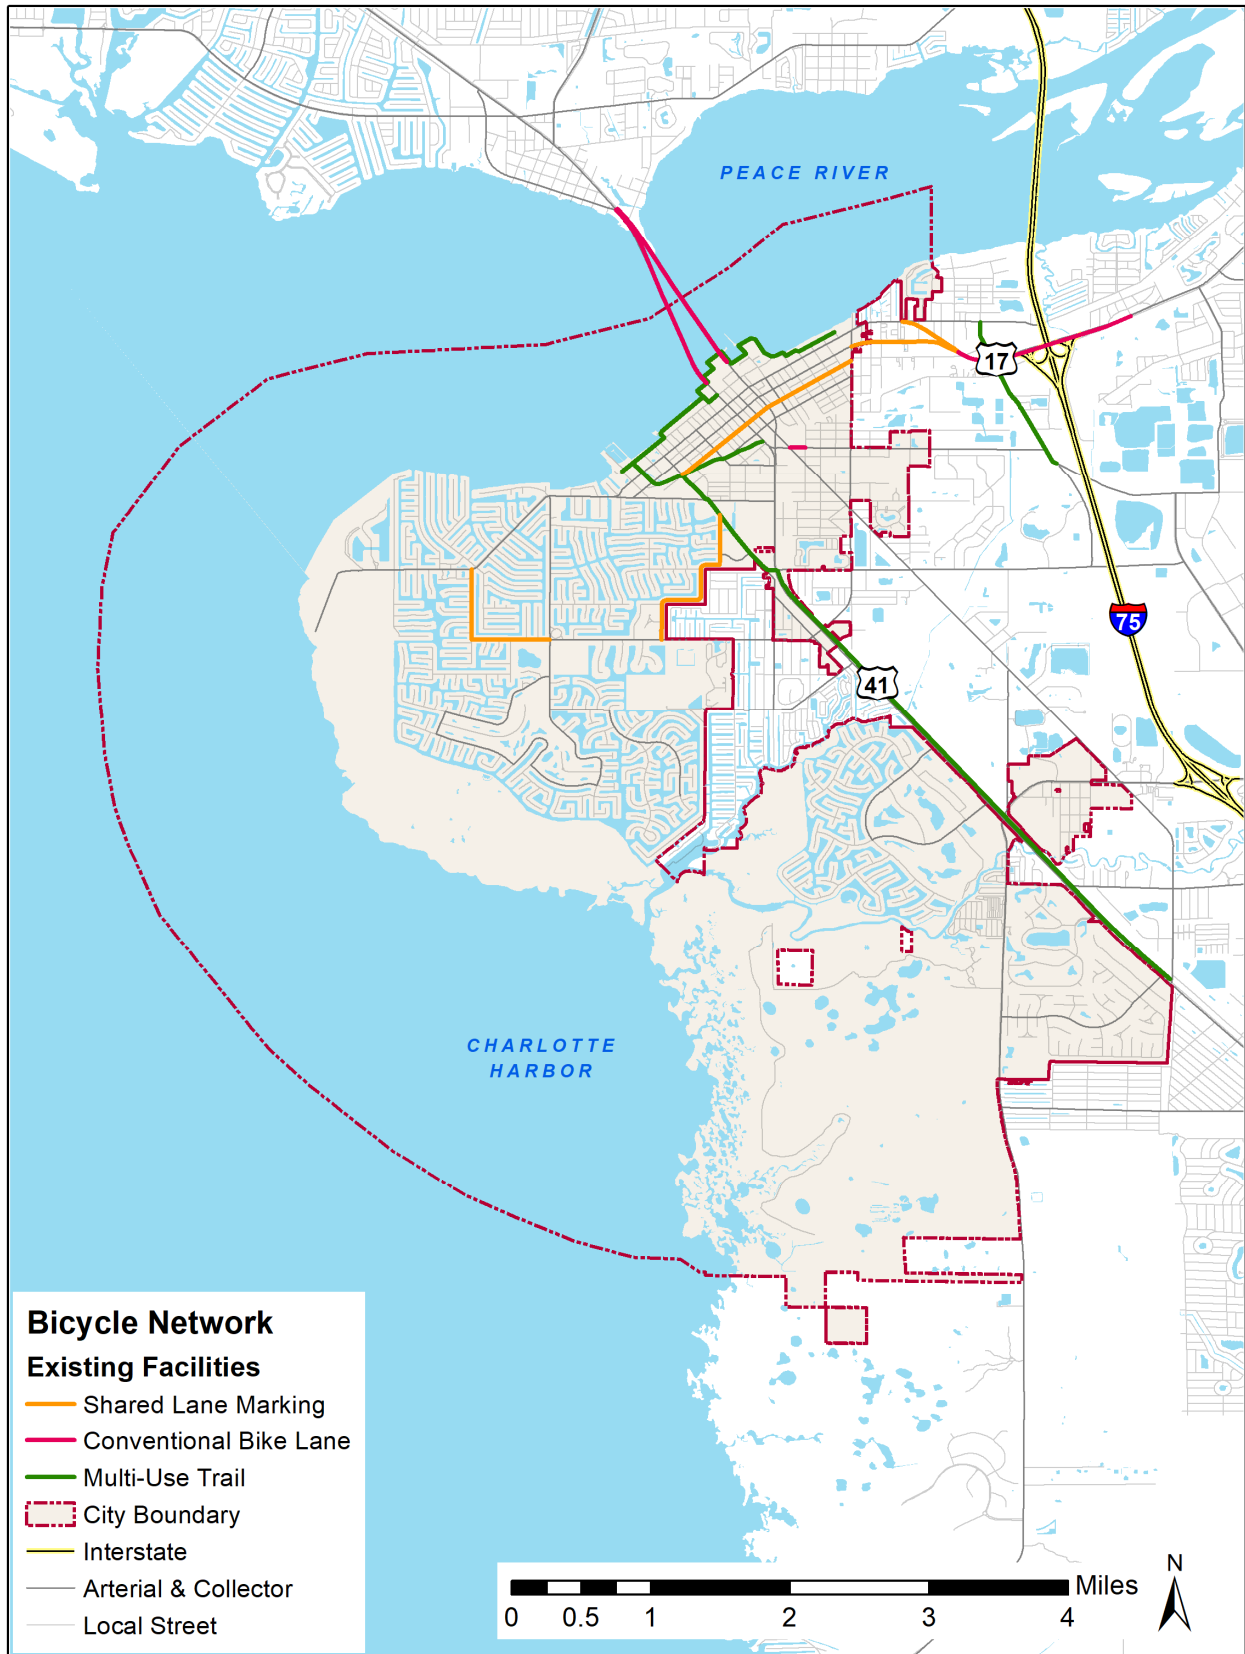 PEACE RIVER
17
75
41
CHARLOTTE
HARBOR
Bicycle Network
Existing Facilities
Shared Lane Marking
Conventional Bike Lane
Multi-Use Trail
City Boundary
Interstate
Arterial & Collector
Local Street
N
Miles
0 0.5 1 2 3 4